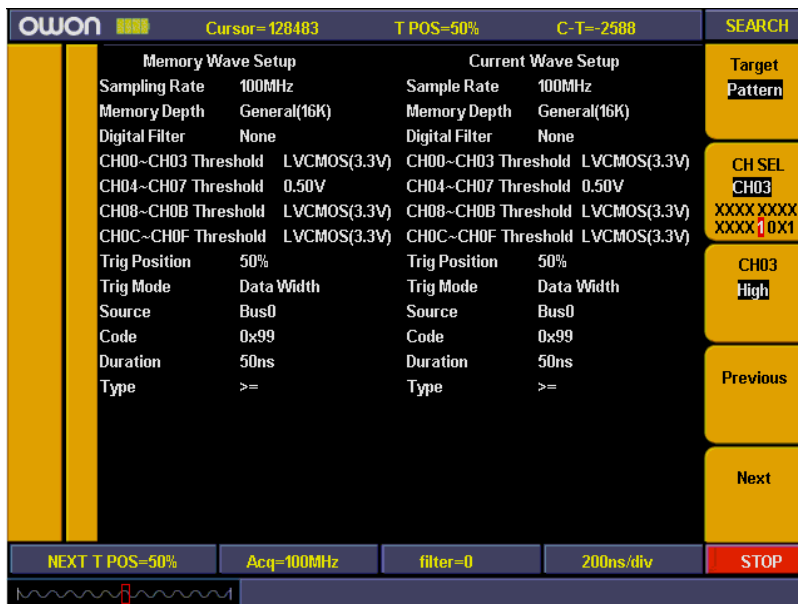 owon Cursor=128483 T POS=50% C-T=-2588 SEARCH
Memory Wave Setup Current Wave Setup
Sampling Rate 100MHz Sample Rate 100MHz
Memory Depth General(16K) Memory Depth General(16K)
Digital Filter None Digital Filter None
CH00~CH03 Threshold LVCMOS(3.3V) CH00~CH03 Threshold LVCMOS(3.3V)
CH04~CH07 Threshold 0.50V CH04~CH07 Threshold 0.50V
CH08~CH0B Threshold LVCMOS(3.3V) CH08~CH0B Threshold LVCMOS(3.3V)
CH0C~CH0F Threshold LVCMOS(3.3V) CH0C~CH0F Threshold LVCMOS(3.3V)
Trig Position 50% Trig Position 50%
Trig Mode Data Width Trig Mode Data Width
Source Bus0 Source Bus0
Code 0x99 Code 0x99
Duration 50ns Duration 50ns
Type >= Type >=
Target
Pattern
CH SEL
CH03
XXXX XXXX
XXXX 1 0X1
CH03
High
Previous
Next
NEXT T POS=50% Acq=100MHz filter=0 200ns/div STOP